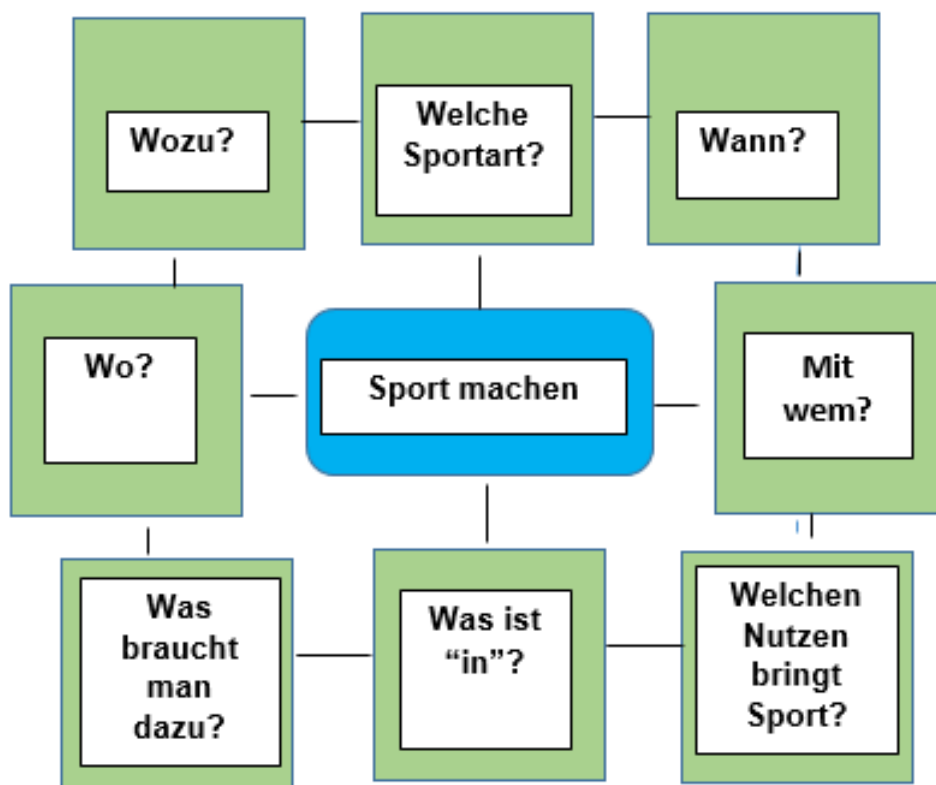 Wozu?
Welche
Sportart?
Wann?
Wo?
Sport machen
Mit
wem?
Was
braucht
man
dazu?
Was ist
“in”?
Welchen
Nutzen
bringt
Sport?